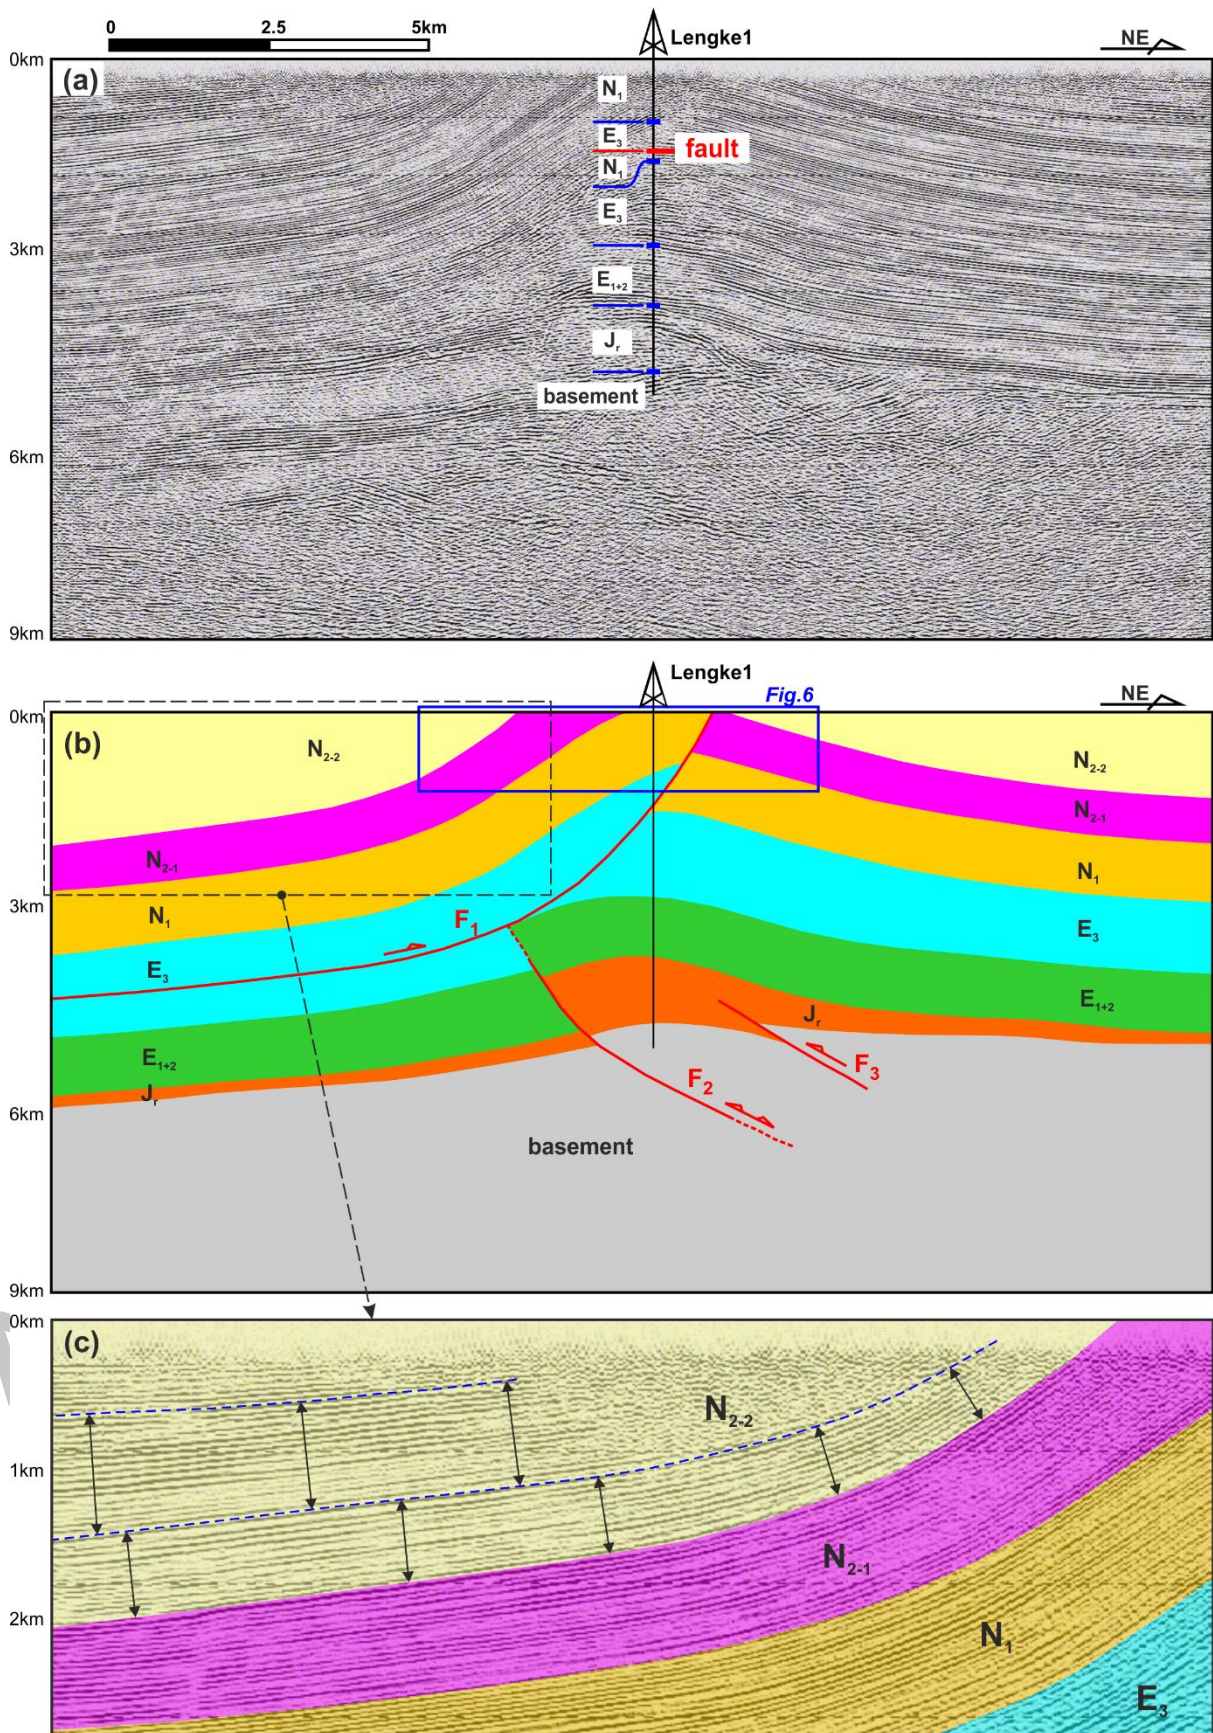 0 2.5 5km
Lengke1
NE
0km
(a)
N1
E3
fault
N1
E3
3km
E1+2
Jr
basement
6km
9km
Lengke1
Fig.6
NE
0km
(b)
N2-2
N2-2
N2-1
N2-1
N1
N1
3km
F1
E3
E3
E1+2
E1+2
Jr
Jr
F3
F2
6km
basement
9km
0km
(c)
N2-2
1km
N2-1
2km
N1
E3